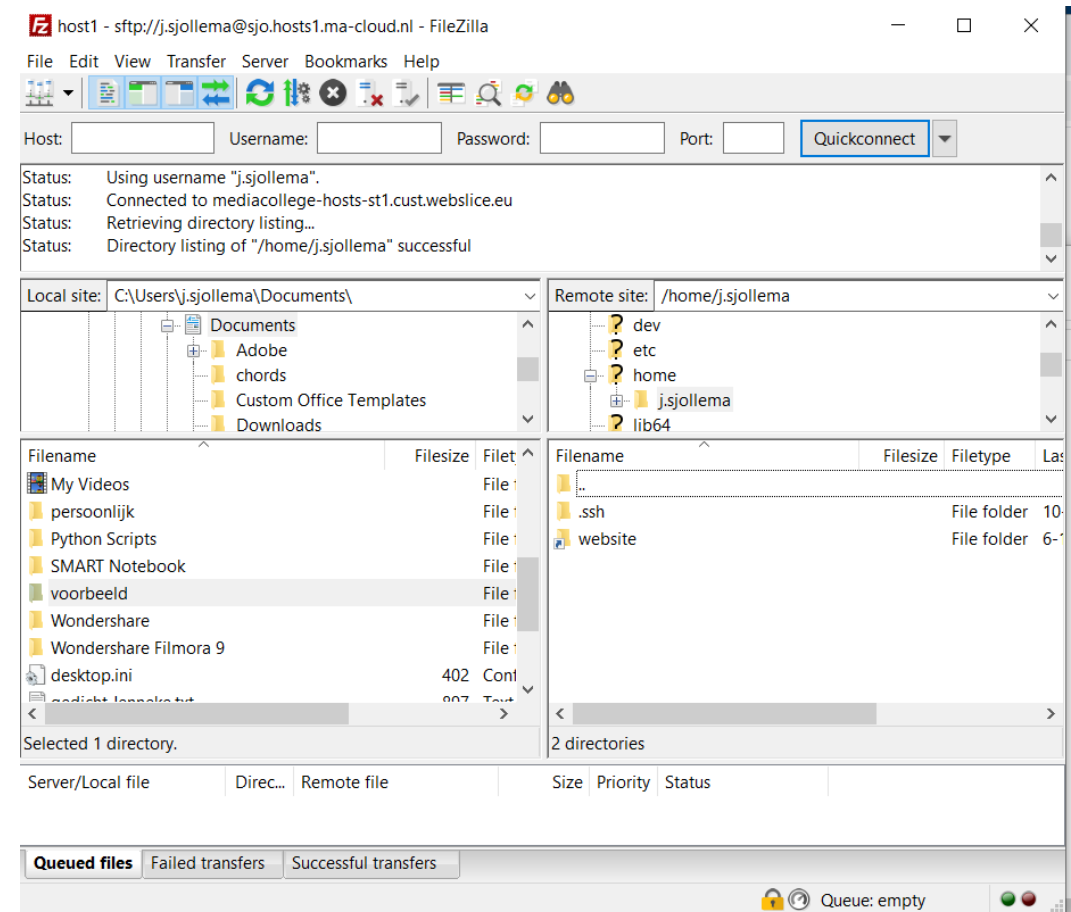 host1 - sftp://j.sjollema@sjo.hosts1.ma-cloud.nl - FileZilla
File Edit View Transfer Server Bookmarks Help
Host: Username: Password: Port: Quickconnect
Status: Using username "j.sjollema".
Status: Connected to mediacollege-hosts-st1.cust.webslice.eu
Status: Retrieving directory listing...
Status: Directory listing of "/home/j.sjollema" successful
Local site: C:\Users\j.sjollema\Documents\
Documents
Adobe
chords
Custom Office Templates
Downloads
Remote site: /home/j.sjollema
dev
etc
home
j.sjollema
lib64
Filename Filesize Filet
My Videos File
persoonlijk File
Python Scripts File
SMART Notebook File
voorbeeld File
Wondershare File
Wondershare Filmora 9 File
desktop.ini 402 Conf
Selected 1 directory.
Filename Filesize Filetype Las
..
.ssh File folder 10-
website File folder 6-1
2 directories
Server/Local file Direc... Remote file Size Priority Status
Queued files Failed transfers Successful transfers
Queue: empty